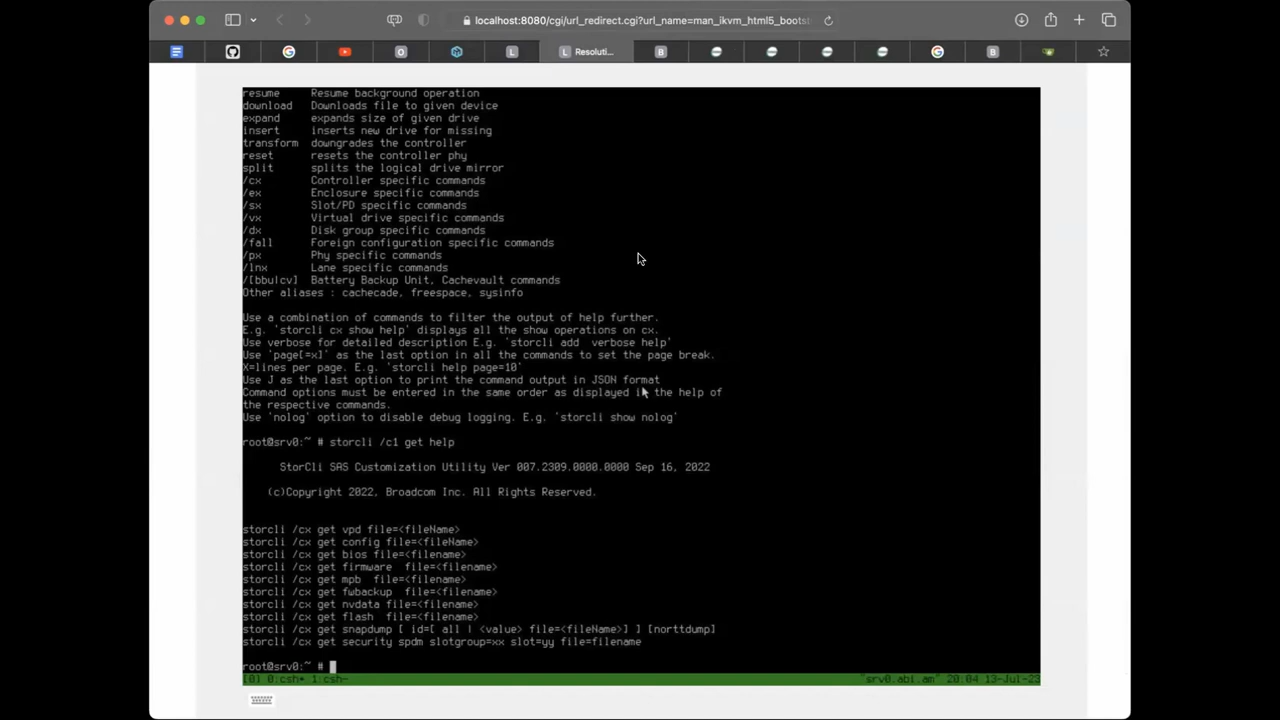 localhost:8080/cgi/url_redirect.cgi?url_name=man_ikvm_html5_boots
Resoluti...
resume Resume background operation
download Downloads file to given device
expand expands size of given drive
insert inserts new drive for missing
transform downgrades the controller
reset resets the controller phy
split splits the logical drive mirror
/cx Controller specific commands
/ex Enclosure specific commands
/sx Slot/PD specific commands
/vx Virtual drive specific commands
/dx Disk group specific commands
/fall Foreign configuration specific commands
/px Phy specific commands
/lnx Lane specific commands
/[bbu|cv] Battery Backup Unit, Cachevault commands
Other aliases : cachecade, freespace, sysinfo
Use a combination of commands to filter the output of help further.
E.g. 'storcli cx show help' displays all the show operations on cx.
Use verbose for detailed description E.g. 'storcli add  verbose help'
Use 'page[=x]' as the last option in all the commands to set the page break.
X=lines per page. E.g. 'storcli help page=10'
Use J as the last option to print the command output in JSON format
Command options must be entered in the same order as displayed in the help of
the respective commands.
Use 'nolog' option to disable debug logging. E.g. 'storcli show nolog'
root@srv0:~ # storcli /c1 get help
StorCli SAS Customization Utility Ver 007.2309.0000.0000 Sep 16, 2022
(c)Copyright 2022, Broadcom Inc. All Rights Reserved.
storcli /cx get vpd file=<fileName>
storcli /cx get config file=<fileName>
storcli /cx get bios file=<filename>
storcli /cx get firmware  file=<filename>
storcli /cx get mpb  file=<filename>
storcli /cx get fwbackup  file=<filename>
storcli /cx get nvdata file=<filename>
storcli /cx get flash  file=<filename>
storcli /cx get snapdump [ id=[ all | <value> file=<fileName>] ] [norttdump]
storcli /cx get security spdm slotgroup=xx slot=yy file=filename
root@srv0:~ #
[0] 0:csh* 1:csh- "srv0.abi.am" 20:04 13-Jul-23